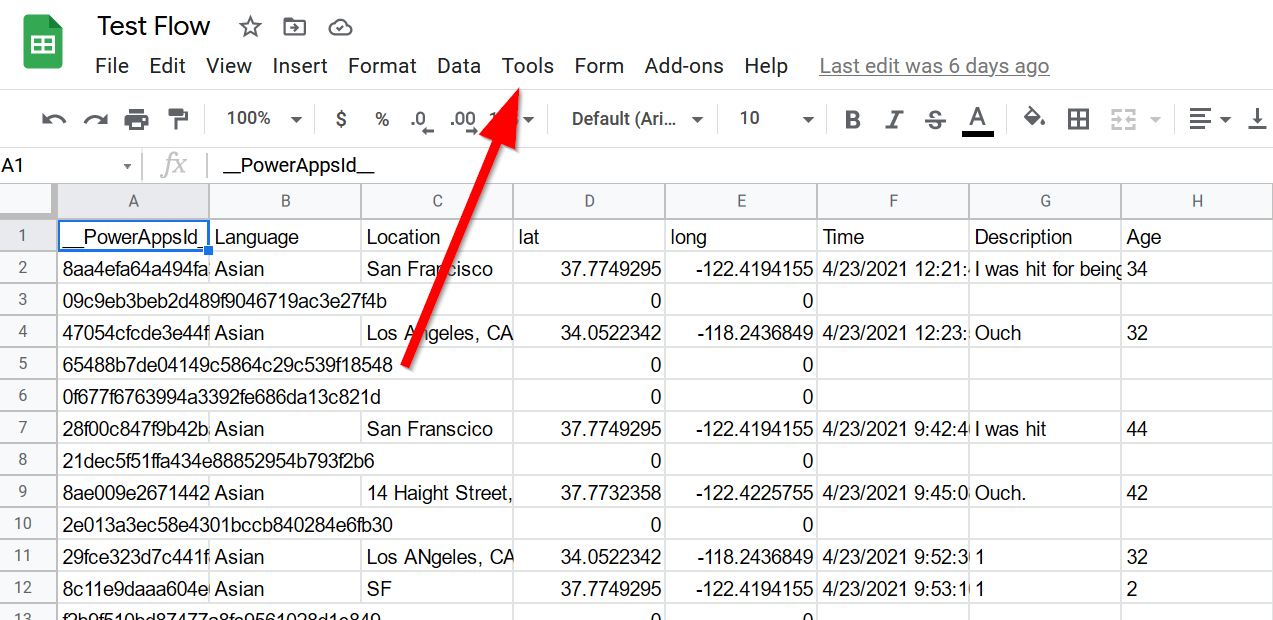 Test Flow
File Edit View Insert Format Data Tools Form Add-ons Help Last edit was 6 days ago
100% $ % .0 .00 Default (Ari... 10 B I S A
A1 fx __PowerAppsId__
A B C D E F G H
1 __PowerAppsId_ Language Location lat long Time Description Age
2 8aa4efa64a494fa Asian San Francisco 37.7749295 -122.4194155 4/23/2021 12:21: I was hit for being 34
3 09c9eb3beb2d489f9046719ac3e27f4b 0 0
4 47054cfcde3e44f Asian Los Angeles, CA 34.0522342 -118.2436849 4/23/2021 12:23: Ouch 32
5 65488b7de04149c5864c29c539f18548 0 0
6 0f677f6763994a3392fe686da13c821d 0 0
7 28f00c847f9b42b Asian San Franscico 37.7749295 -122.4194155 4/23/2021 9:42:4 I was hit 44
8 21dec5f51ffa434e88852954b793f2b6 0 0
9 8ae009e2671442 Asian 14 Haight Street, 37.7732358 -122.4225755 4/23/2021 9:45:0 Ouch. 42
10 2e013a3ec58e4301bccb840284e6fb30 0 0
11 29fce323d7c441f Asian Los ANgeles, CA 34.0522342 -118.2436849 4/23/2021 9:52:3 1 32
12 8c11e9daaa604e Asian SF 37.7749295 -122.4194155 4/23/2021 9:53:1 1 2
13 0 0